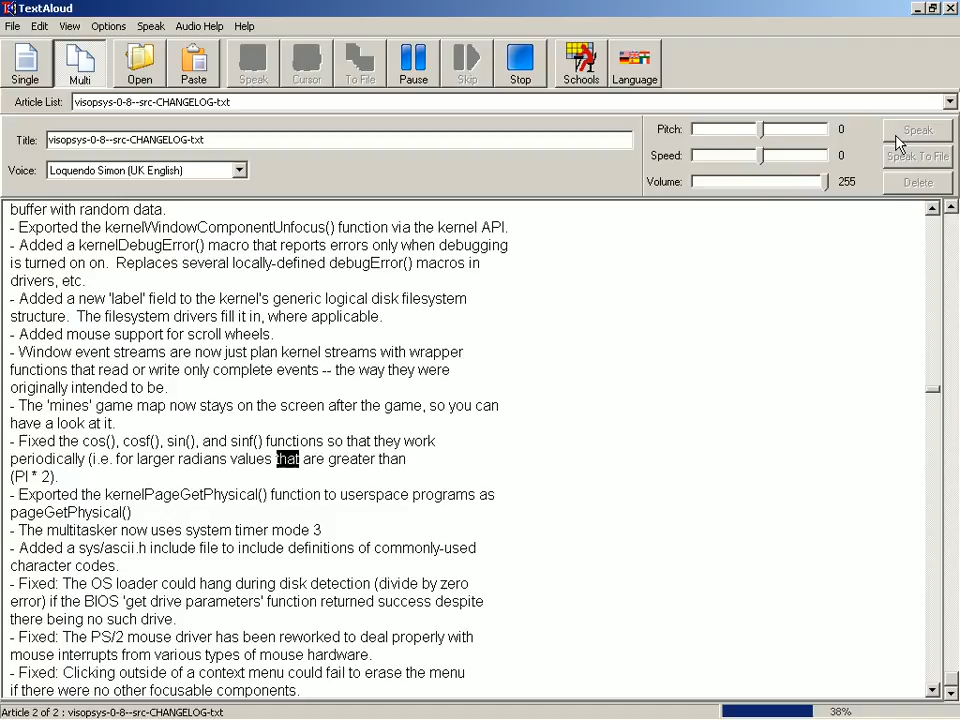 TextAloud
File Edit View Options Speak Audio Help Help
Single Multi Open Paste Speak Cursor To File Pause Skip Stop Schools Language
Article List: visopsys-0-8--src-CHANGELOG-txt
Title: visopsys-0-8--src-CHANGELOG-txt
Voice: Loquendo Simon (UK English)
Pitch: 0 Speak
Speed: 0 Speak To File
Volume: 255 Delete
buffer with random data.
- Exported the kernelWindowComponentUnfocus() function via the kernel API.
- Added a kernelDebugError() macro that reports errors only when debugging
is turned on on.  Replaces several locally-defined debugError() macros in
drivers, etc.
- Added a new 'label' field to the kernel's generic logical disk filesystem
structure.  The filesystem drivers fill it in, where applicable.
- Added mouse support for scroll wheels.
- Window event streams are now just plan kernel streams with wrapper
functions that read or write only complete events -- the way they were
originally intended to be.
- The 'mines' game map now stays on the screen after the game, so you can
have a look at it.
- Fixed the cos(), cosf(), sin(), and sinf() functions so that they work
periodically (i.e. for larger radians values that are greater than
(PI * 2).
- Exported the kernelPageGetPhysical() function to userspace programs as
pageGetPhysical()
- The multitasker now uses system timer mode 3
- Added a sys/ascii.h include file to include definitions of commonly-used
character codes.
- Fixed: The OS loader could hang during disk detection (divide by zero
error) if the BIOS 'get drive parameters' function returned success despite
there being no such drive.
- Fixed: The PS/2 mouse driver has been reworked to deal properly with
mouse interrupts from various types of mouse hardware.
- Fixed: Clicking outside of a context menu could fail to erase the menu
if there were no other focusable components.
Article 2 of 2 : visopsys-0-8--src-CHANGELOG-txt 38%